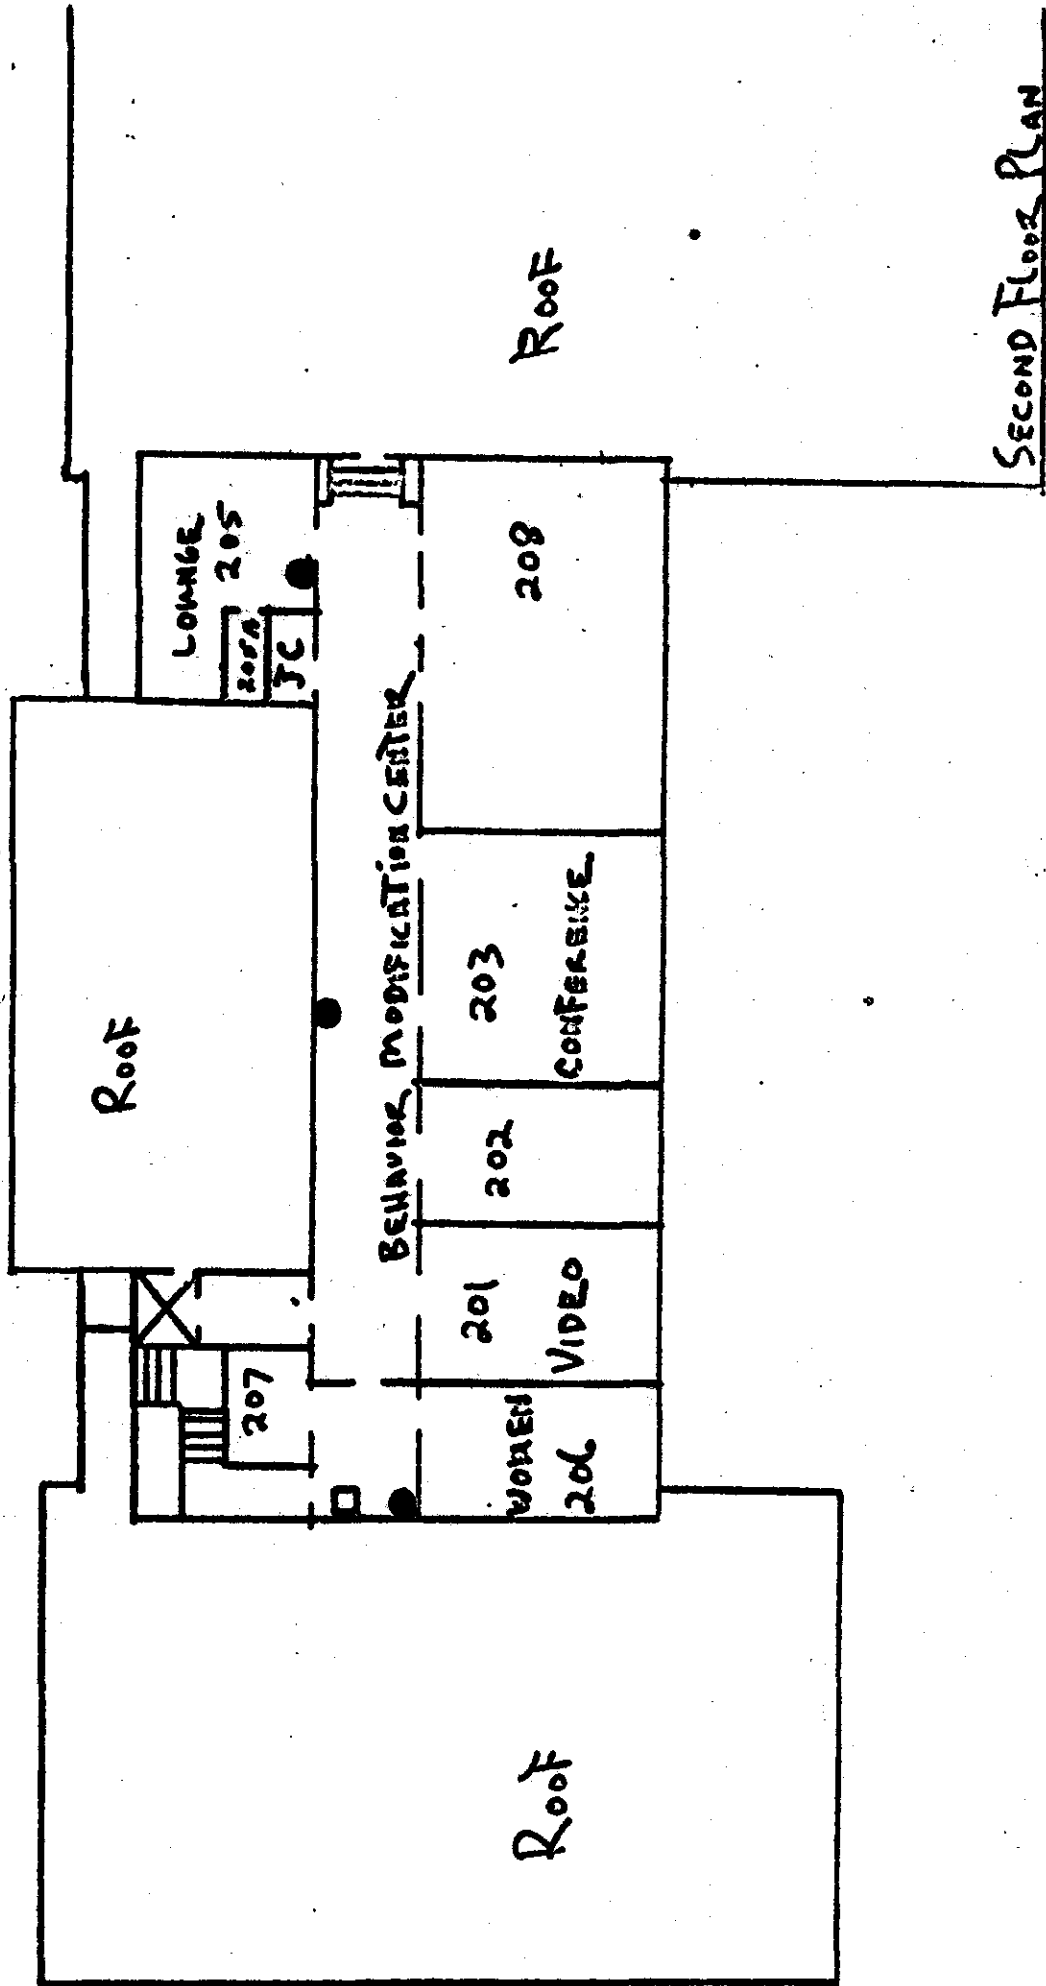 ROOF
LOUNGE
205
205A
JC
207
BEHAVIOR MODIFICATION CENTER
WOMEN
206
201
VIDEO
202
203
CONFERENCE
208
ROOF
ROOF
SECOND FLOOR PLAN